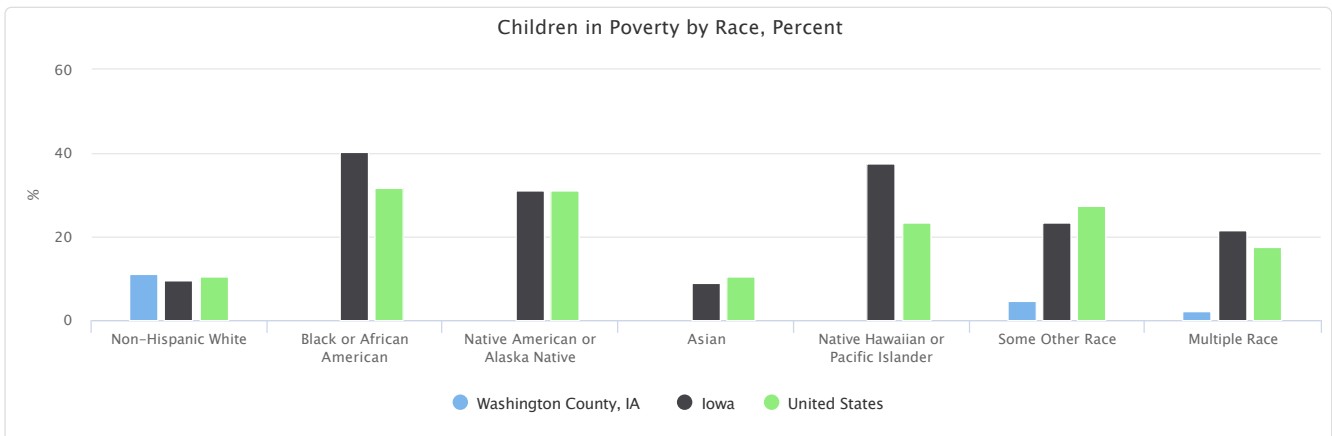 Children in Poverty by Race, Percent
60
40
20
0
%
Non-Hispanic White
Black or African
American
Native American or
Alaska Native
Asian
Native Hawaiian or
Pacific Islander
Some Other Race
Multiple Race
Washington County, IA
Iowa
United States